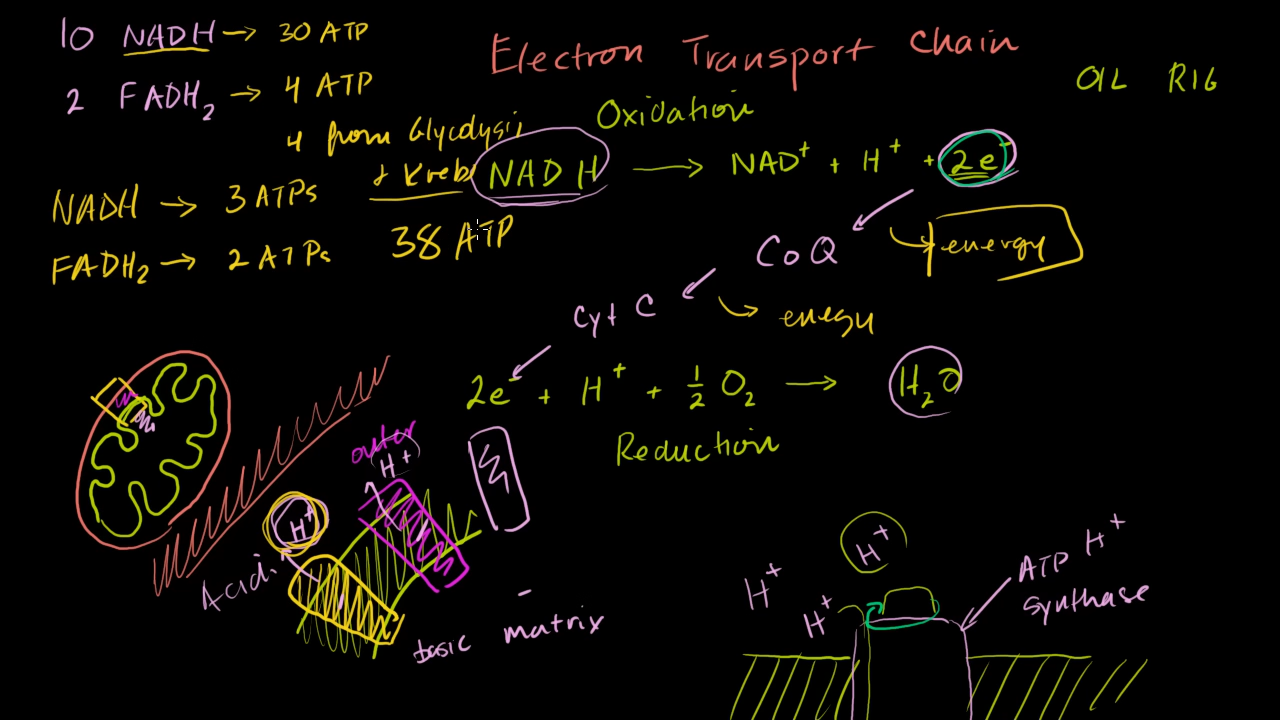 Electron Transport Chain
10 NADH → 30 ATP
2 FADH₂ → 4 ATP
4 from Glycolysis
+ Krebs
38 ATP
NADH → 3 ATPs
FADH₂ → 2 ATPs
OIL RIG
Oxidation
NADH → NAD⁺ + H⁺ + 2e⁻
CoQ
energy
Cyt C
energy
2e⁻ + H⁺ + ½ O₂ → H₂O
Reduction
outer
H⁺
H⁺
Acidi
basic matrix
H⁺
H⁺
H⁺
H⁺
ATP
Synthase